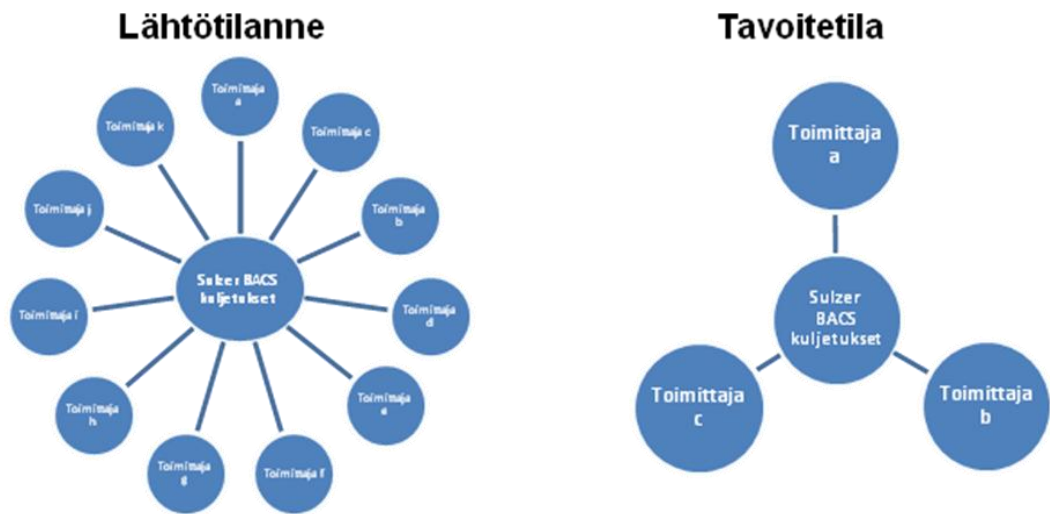 Lähtötilanne
Toimittaja
a
Toimittaja c
Toimittaja
b
Toimittaja
d
Toimittaja
e
Toimittaja f
Toimittaja
g
Toimittaja
h
Toimittaja i
Toimittaja j
Toimittaja k
Sulzer BACS
kuljetukset
Tavoitetila
Toimittaja
a
Sulzer
BACS
kuljetukset
Toimittaja
c
Toimittaja
b